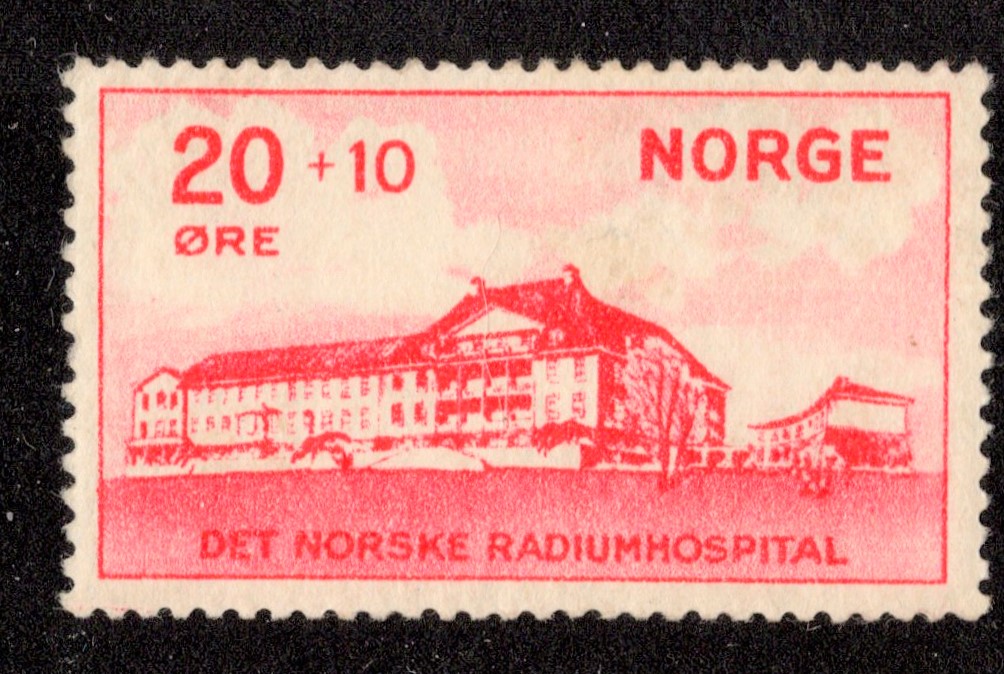 20 + 10 NORGE
ØRE
DET NORSKE RADIUMHOSPITAL